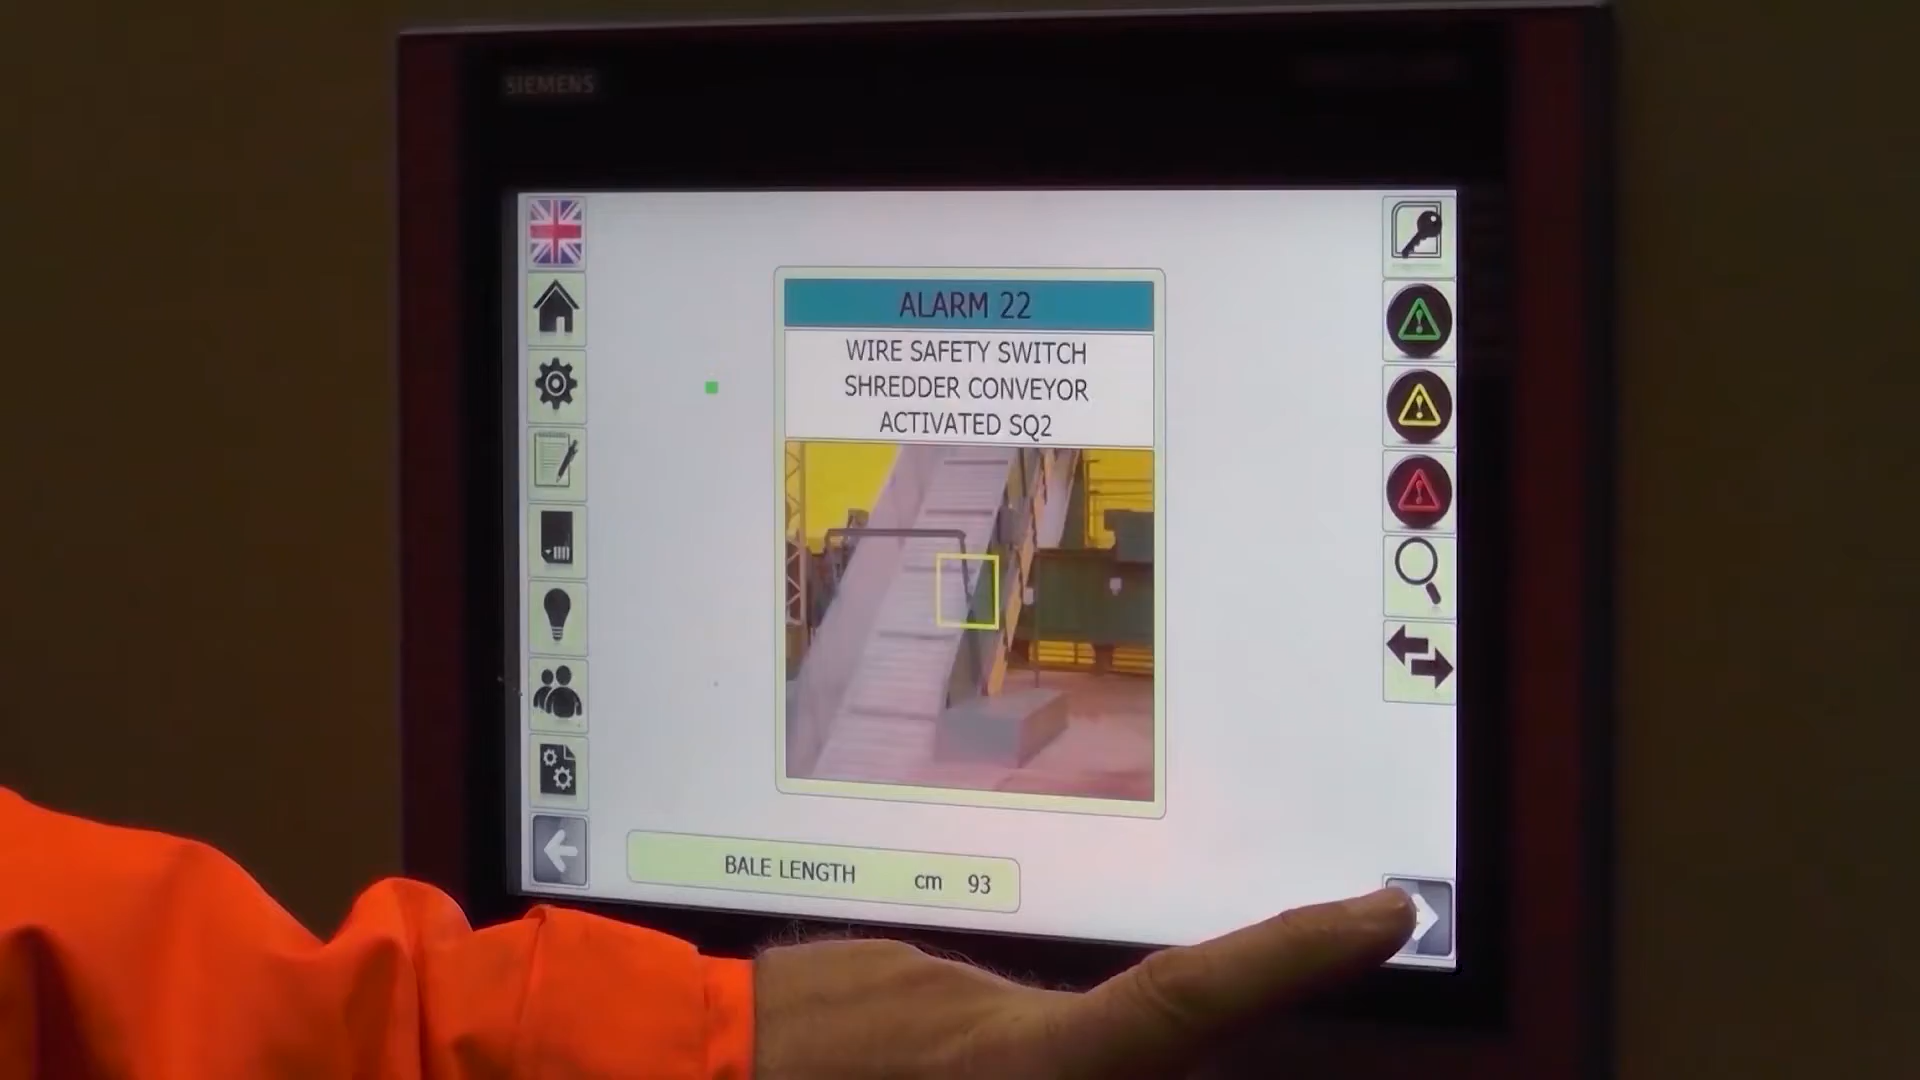 SIEMENS
ALARM 22
WIRE SAFETY SWITCH
SHREDDER CONVEYOR
ACTIVATED SQ2
BALE LENGTH cm 93